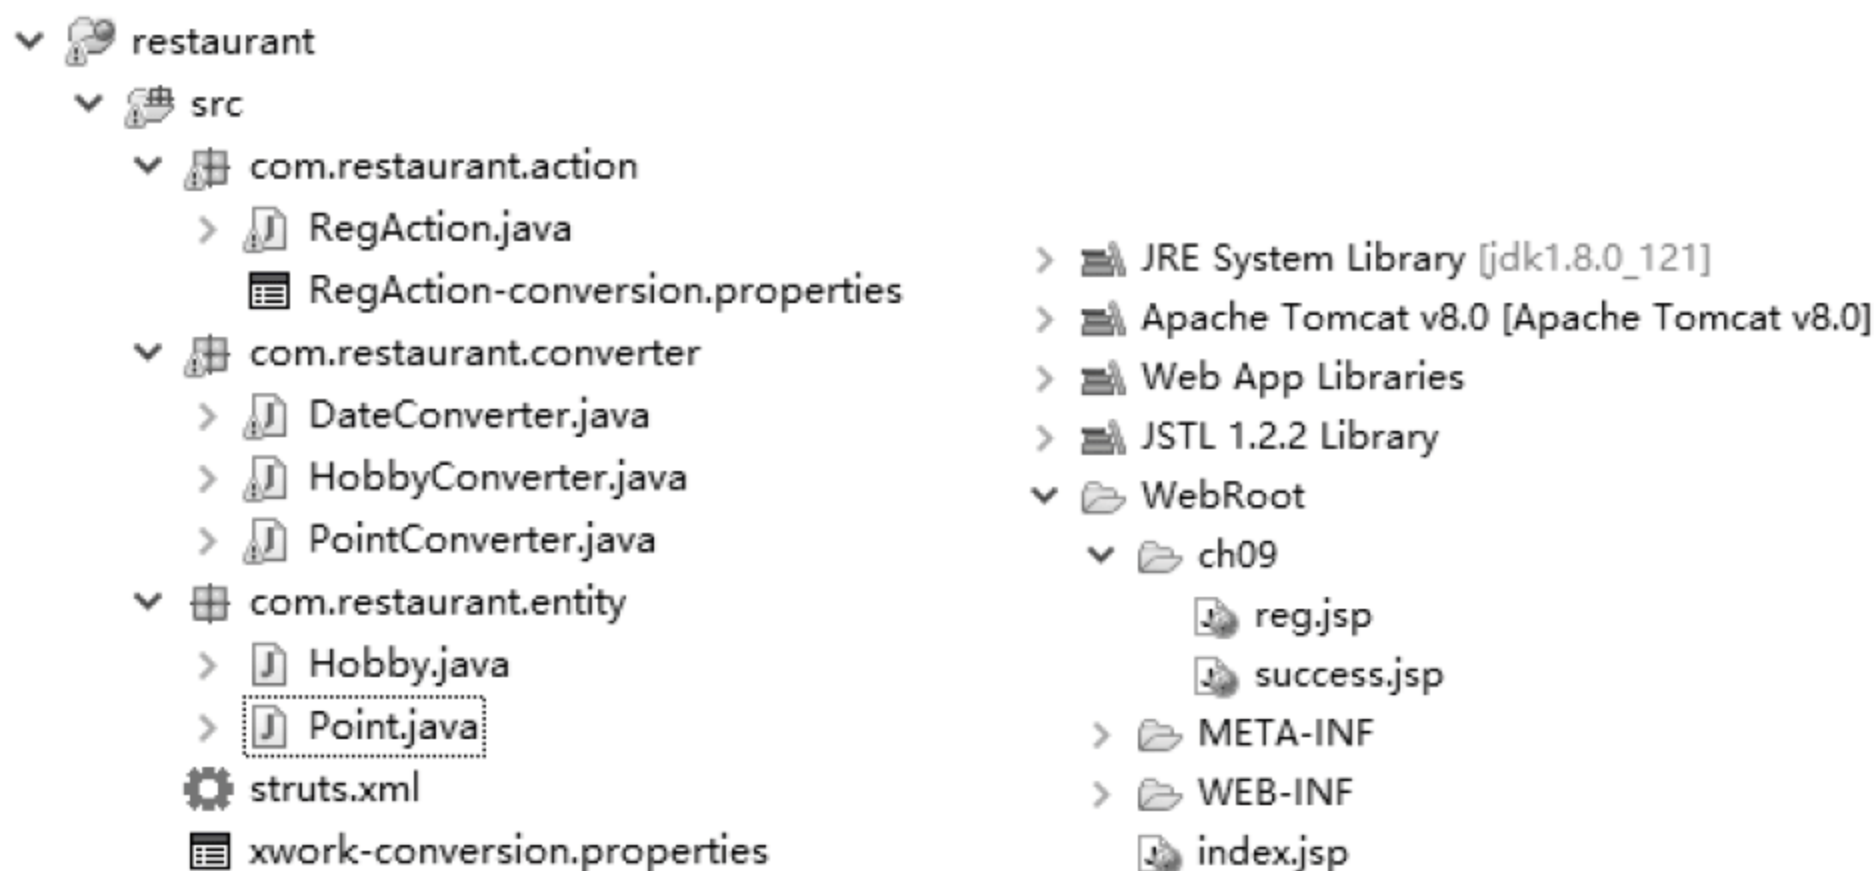 restaurant
src
com.restaurant.action
RegAction.java
RegAction-conversion.properties
com.restaurant.converter
DateConverter.java
HobbyConverter.java
PointConverter.java
com.restaurant.entity
Hobby.java
Point.java
struts.xml
xwork-conversion.properties
JRE System Library [jdk1.8.0_121]
Apache Tomcat v8.0 [Apache Tomcat v8.0]
Web App Libraries
JSTL 1.2.2 Library
WebRoot
ch09
reg.jsp
success.jsp
META-INF
WEB-INF
index.jsp